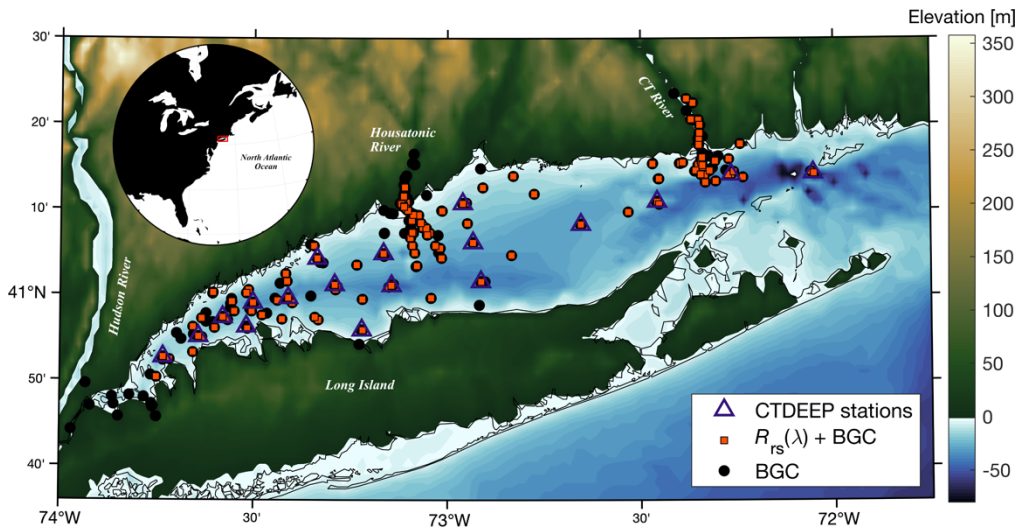 Elevation [m]
30'
20'
10'
41°N
50'
40'
74°W
30'
73°W
30'
72°W
350
300
250
200
150
100
50
0
−50
North Atlantic
Ocean
Hudson River
Housatonic
River
CT River
Long Island
CTDEEP stations
Rrs(λ) + BGC
BGC